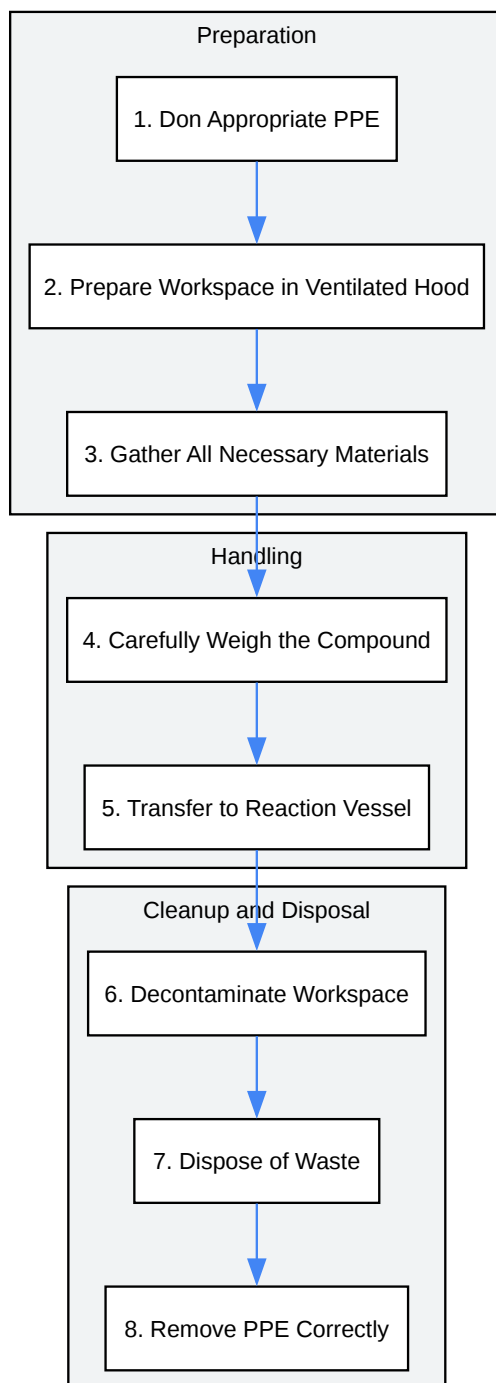 Preparation
1. Don Appropriate PPE
2. Prepare Workspace in Ventilated Hood
3. Gather All Necessary Materials
Handling
4. Carefully Weigh the Compound
5. Transfer to Reaction Vessel
Cleanup and Disposal
6. Decontaminate Workspace
7. Dispose of Waste
8. Remove PPE Correctly